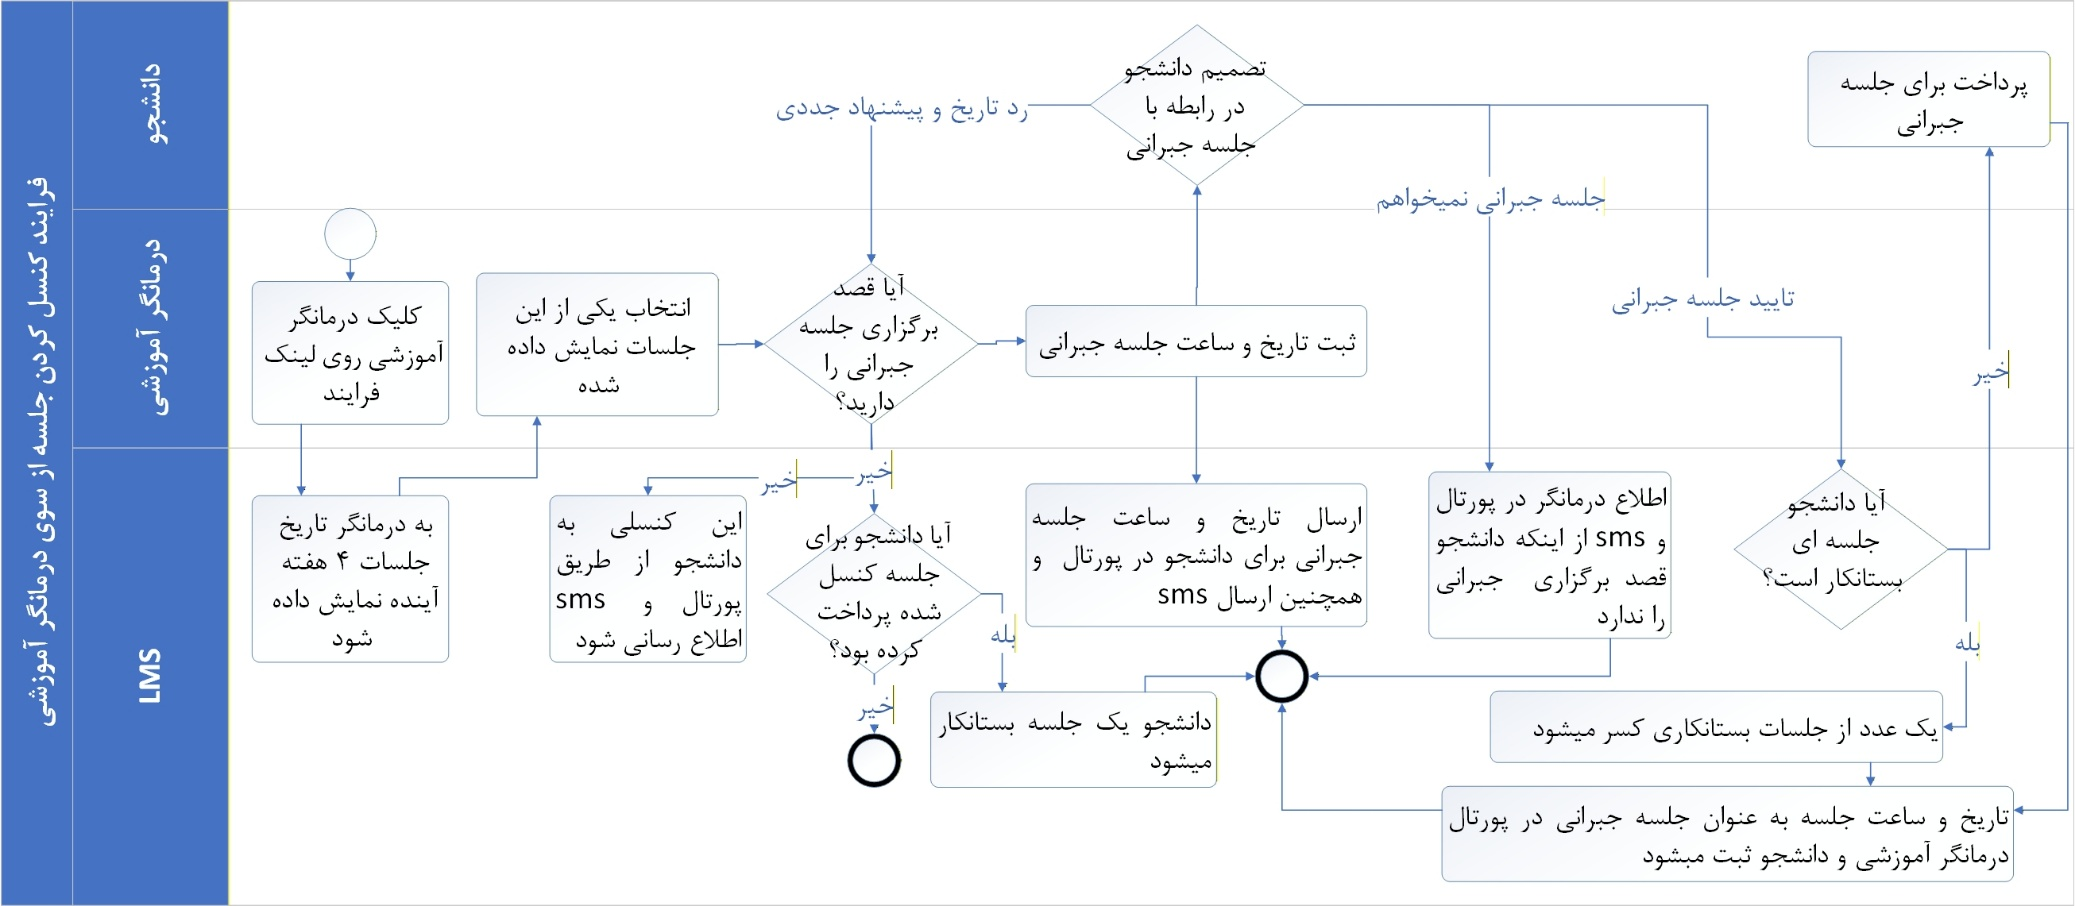 فرایند کنسل کردن جلسه از سوی درمانگر آموزشی
دانشجو
تصمیم دانشجو
در رابطه با
جلسه جبرانی
رد تاریخ و پیشنهاد جددی
جلسه جبرانی نمیخواهم
تایید جلسه جبرانی
پرداخت برای جلسه
جبرانی
خیر
درمانگر آموزشی
کلیک درمانگر
آموزشی روی لینک
فرایند
انتخاب یکی از این
جلسات نمایش داده
شده
آیا قصد
برگزاری جلسه
جبرانی را
دارید؟
ثبت تاریخ و ساعت جلسه جبرانی
LMS
به درمانگر تاریخ
جلسات ۴ هفته
آینده نمایش داده
شود
خیر
خیر
این کنسلی به
دانشجو از طریق
پورتال و sms
اطلاع رسانی شود
آیا دانشجو برای
جلسه کنسل
شده پرداخت
کرده بود؟
بله
خیر
دانشجو یک جلسه بستانکار
میشود
ارسال تاریخ و ساعت جلسه
جبرانی برای دانشجو در پورتال و
همچنین ارسال sms
اطلاع درمانگر در پورتال
و sms از اینکه دانشجو
قصد برگزاری جبرانی
را ندارد
آیا دانشجو
جلسه ای
بستانکار است؟
بله
یک عدد از جلسات بستانکاری کسر میشود
تاریخ و ساعت جلسه به عنوان جلسه جبرانی در پورتال
درمانگر آموزشی و دانشجو ثبت مبشود